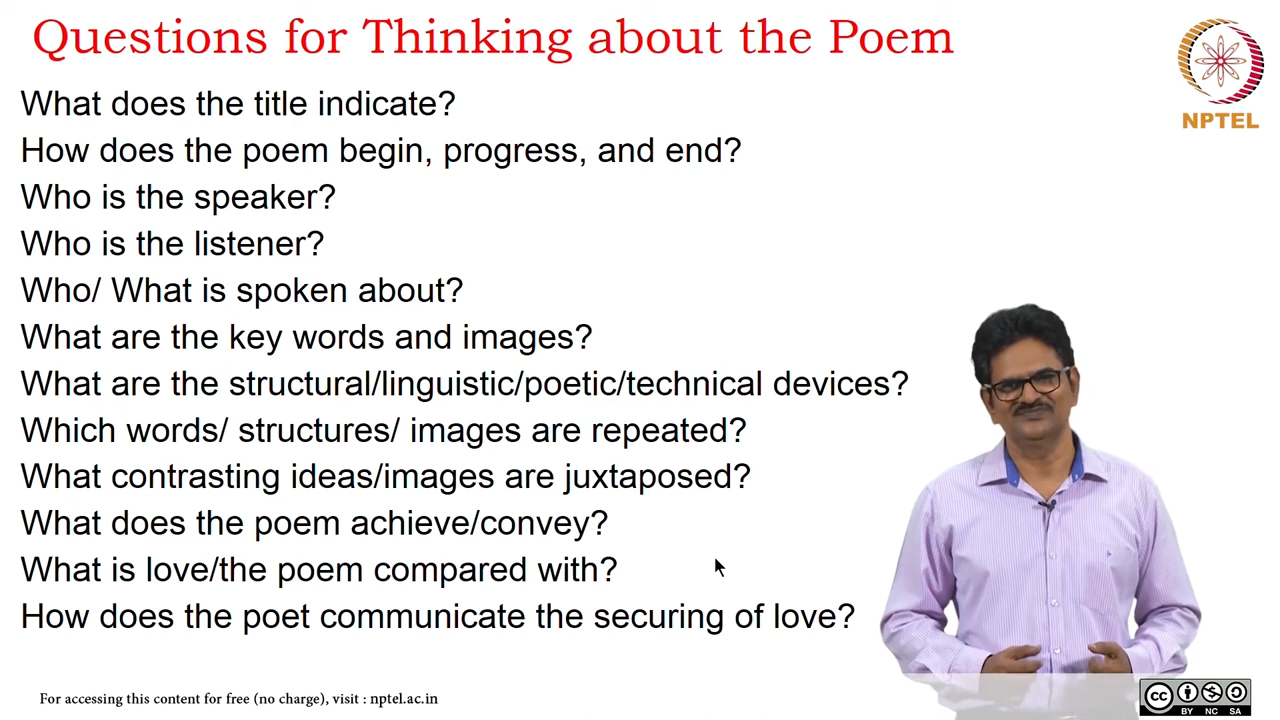 Questions for Thinking about the Poem
NPTEL
What does the title indicate?
How does the poem begin, progress, and end?
Who is the speaker?
Who is the listener?
Who/ What is spoken about?
What are the key words and images?
What are the structural/linguistic/poetic/technical devices?
Which words/ structures/ images are repeated?
What contrasting ideas/images are juxtaposed?
What does the poem achieve/convey?
What is love/the poem compared with?
How does the poet communicate the securing of love?
For accessing this content for free (no charge), visit : nptel.ac.in
cc
BY NC SA